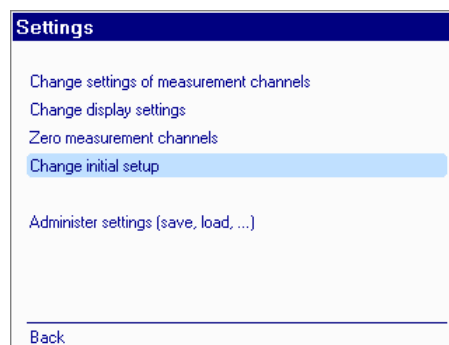 Settings
Change settings of measurement channels
Change display settings
Zero measurement channels
Change initial setup
Administer settings (save, load, ...)
Back